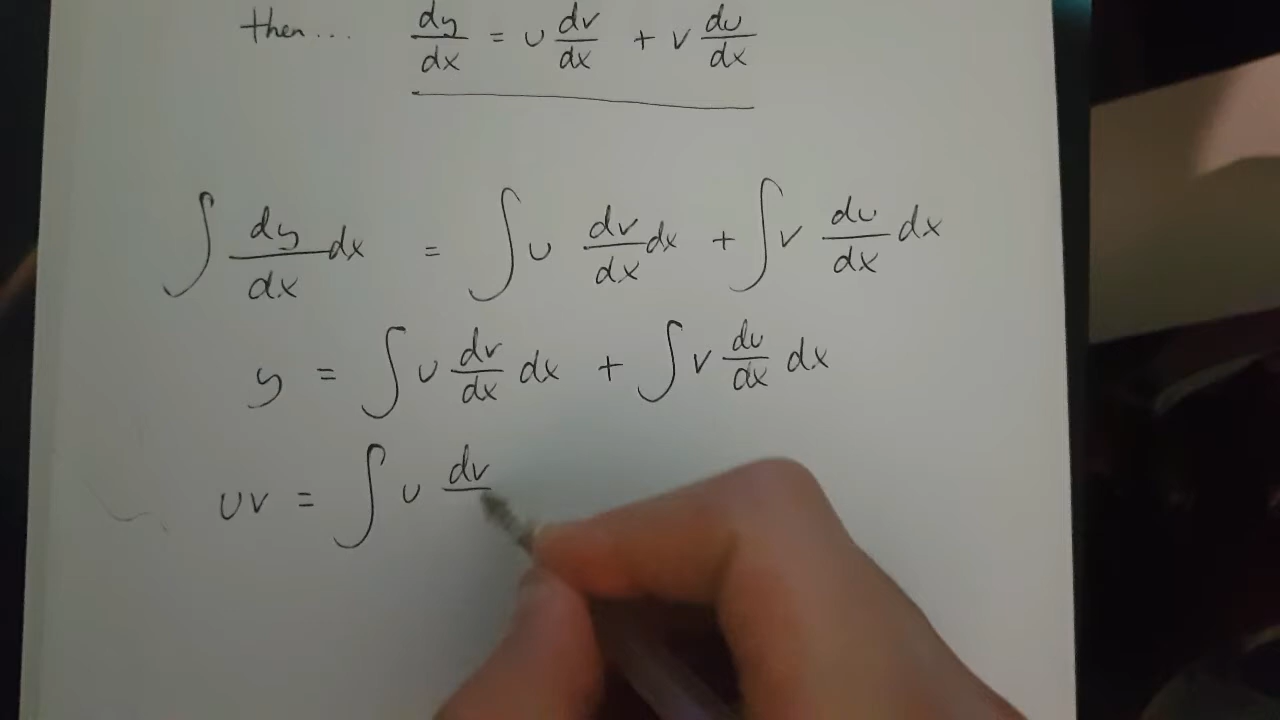 then... dy/dx = u dv/dx + v du/dx
∫ dy/dx dx = ∫ u dv/dx dx + ∫ v du/dx dx
y = ∫ u dv/dx dx + ∫ v du/dx dx
uv = ∫ u dv